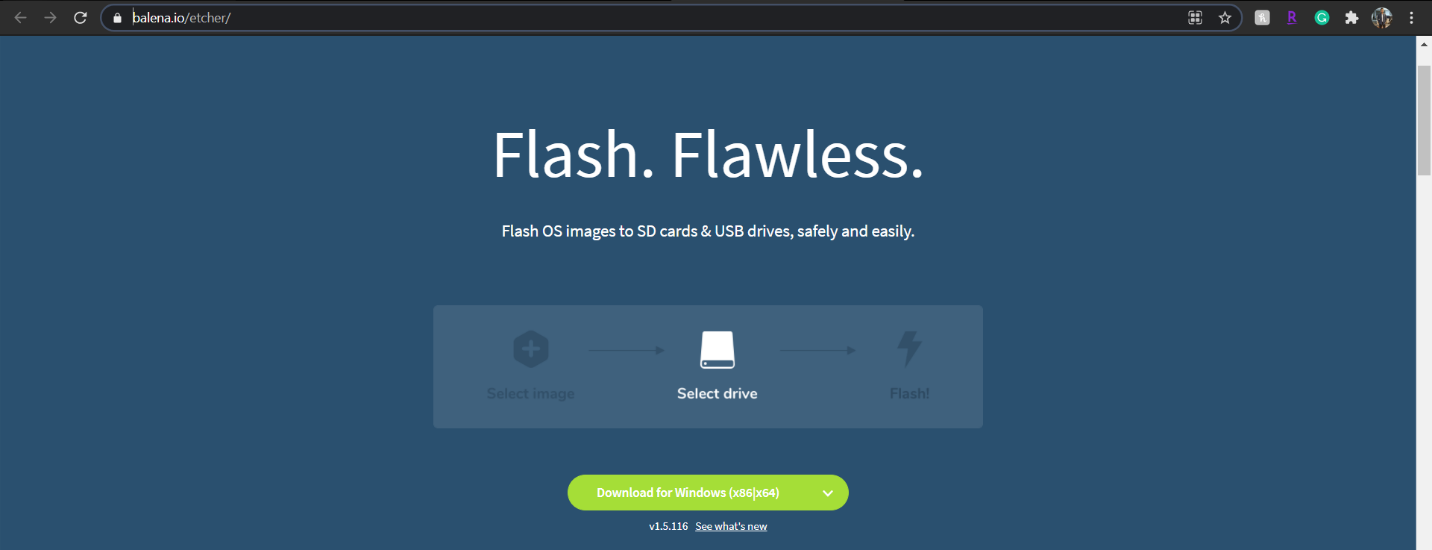 balena.io/etcher/
Flash. Flawless.
Flash OS images to SD cards & USB drives, safely and easily.
Select image
Select drive
Flash!
Download for Windows (x86|x64)
v1.5.116 See what's new